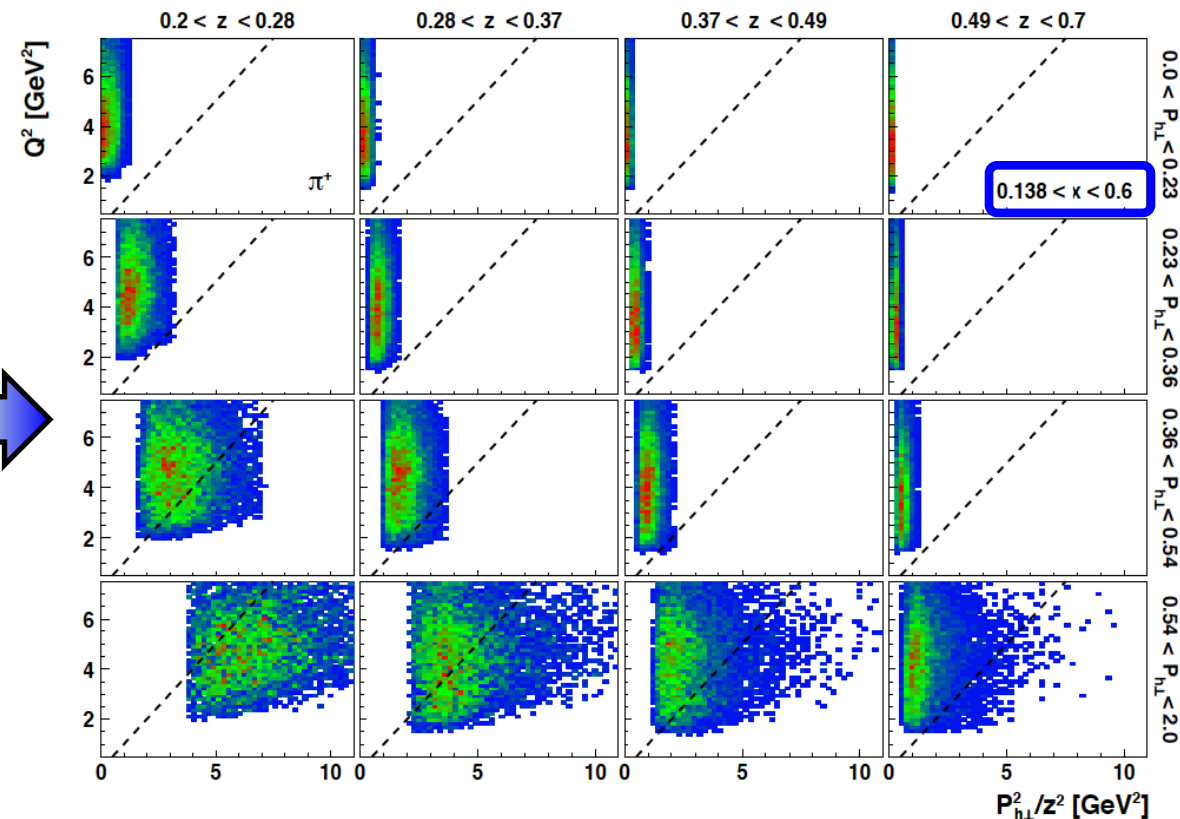 0.2 < z < 0.28 0.28 < z < 0.37 0.37 < z < 0.49 0.49 < z < 0.7
Q² [GeV²]
6
4
2
π⁺
0.138 < x < 0.6
0.0 < P_h⊥ < 0.23
6
4
2
0.23 < P_h⊥ < 0.36
6
4
2
0.36 < P_h⊥ < 0.54
6
4
2
0.54 < P_h⊥ < 2.0
0 5 10 0 5 10 0 5 10 0 5 10
P²_h⊥/z² [GeV²]